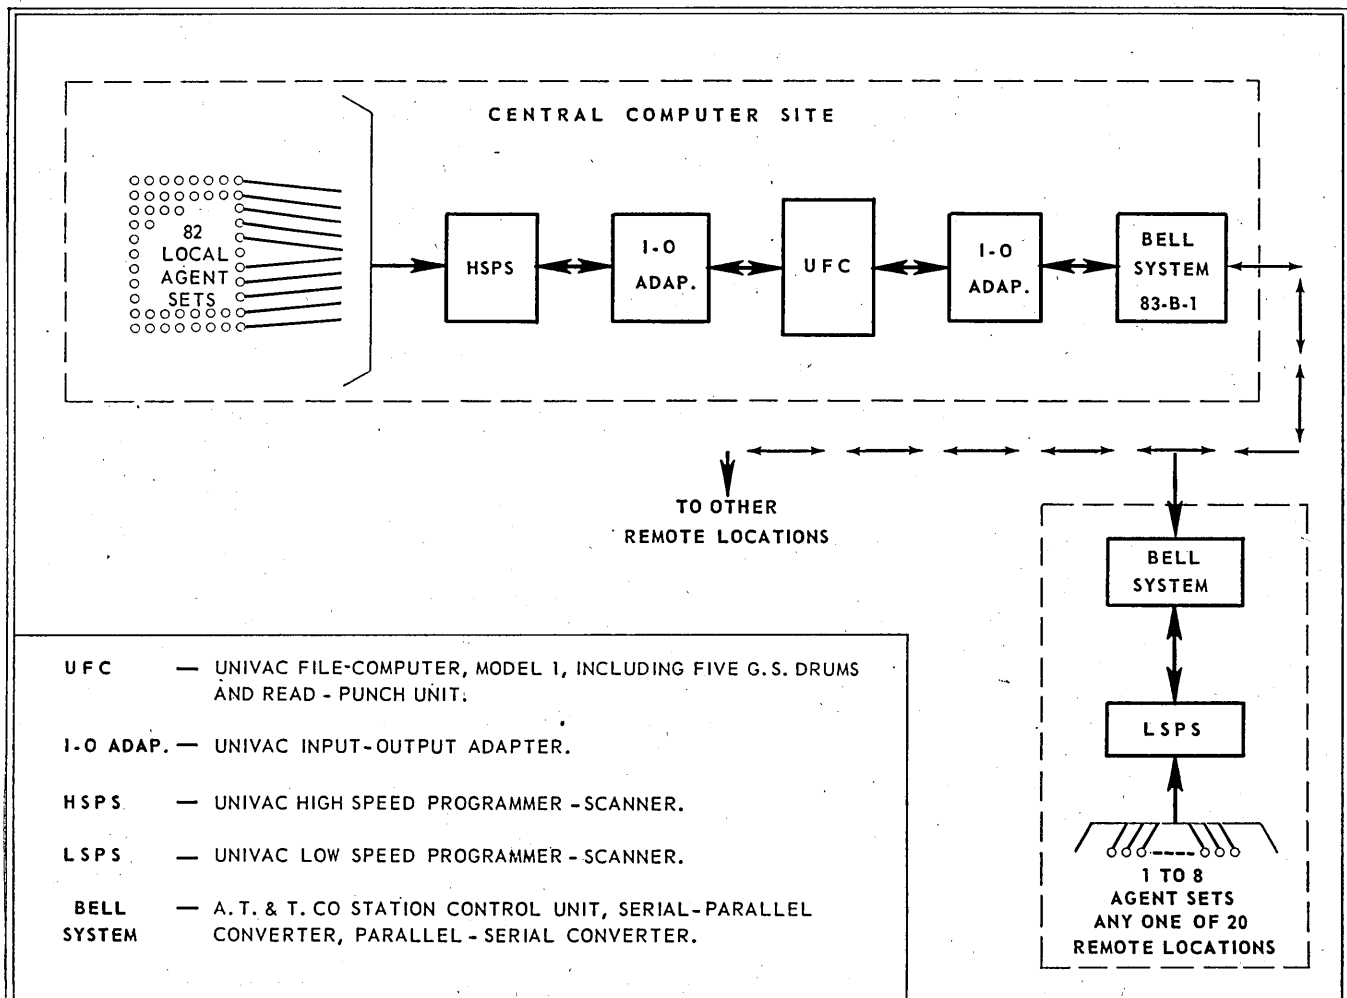 CENTRAL COMPUTER SITE
82
LOCAL
AGENT
SETS
HSPS
I-O
ADAP.
UFC
I-O
ADAP.
BELL
SYSTEM
83-B-1
TO OTHER
REMOTE LOCATIONS
BELL
SYSTEM
LSPS
1 TO 8
AGENT SETS
ANY ONE OF 20
REMOTE LOCATIONS
UFC — UNIVAC FILE-COMPUTER, MODEL 1, INCLUDING FIVE G.S. DRUMS
AND READ - PUNCH UNIT.
I-O ADAP. — UNIVAC INPUT-OUTPUT ADAPTER.
HSPS — UNIVAC HIGH SPEED PROGRAMMER - SCANNER.
LSPS — UNIVAC LOW SPEED PROGRAMMER - SCANNER.
BELL — A.T. & T. CO STATION CONTROL UNIT, SERIAL-PARALLEL
SYSTEM CONVERTER, PARALLEL - SERIAL CONVERTER.